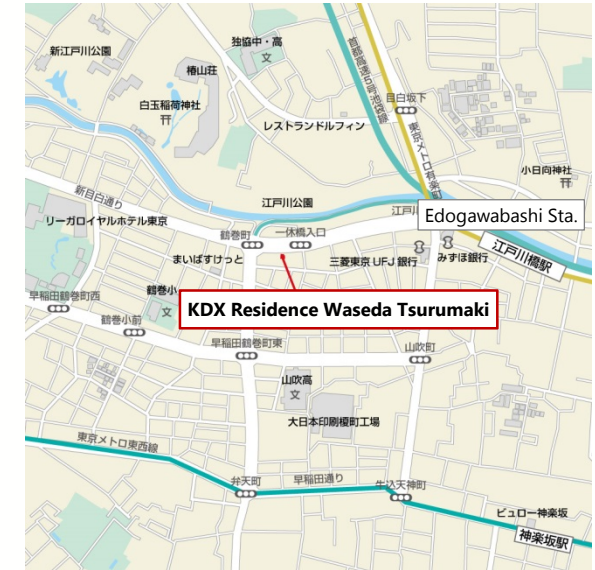 独協中・高
文
新江戸川公園
椿山荘
首都高速5号池袋線
目白坂下
白玉稲荷神社
レストランドルフィン
東京メトロ有楽町
小日向神社
新目白通り
江戸川公園
江戸川
Edogawabashi Sta.
リーガロイヤルホテル東京
鶴巻町
一休橋入口
まいばすけっと
三菱東京UFJ銀行
みずほ銀行
江戸川橋駅
早稲田鶴巻町西
鶴巻小
文
KDX Residence Waseda Tsurumaki
鶴巻小前
早稲田鶴巻町東
山吹町
山吹高
文
大日本印刷榎町工場
東京メトロ東西線
弁天町
早稲田通り
牛込天神町
ビュロー神楽坂
神楽坂駅